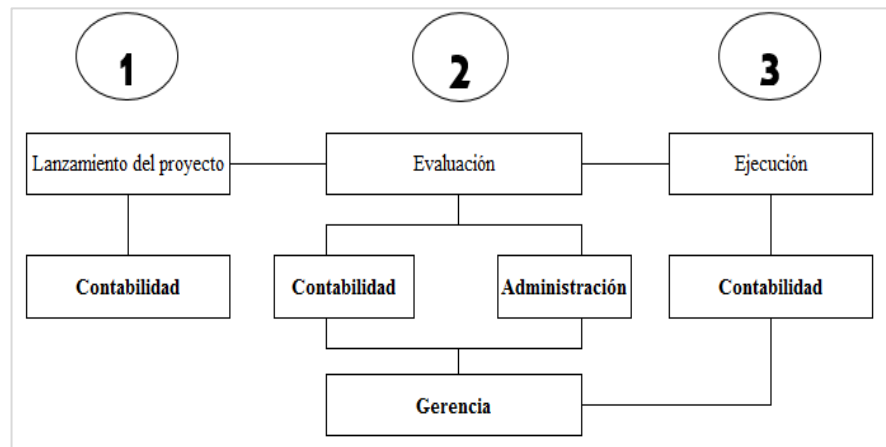 1
2
3
Lanzamiento del proyecto
Evaluación
Ejecución
Contabilidad
Contabilidad
Administración
Contabilidad
Gerencia